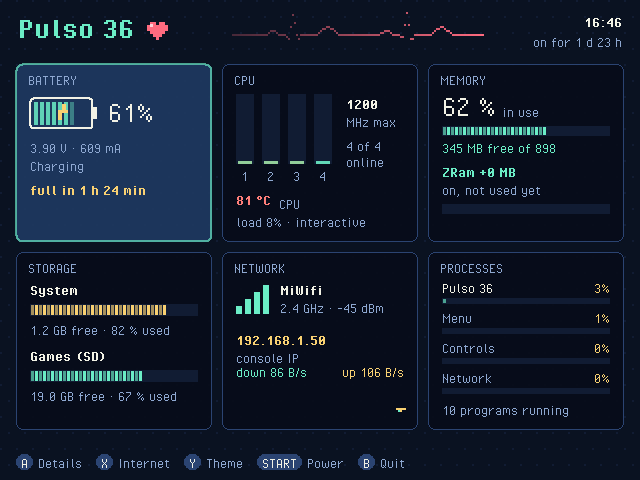 Pulso 36
16:46
on for 1 d 23 h
BATTERY
61%
3.90 V · 609 mA
Charging
full in 1 h 24 min
CPU
1200
MHz max
4 of 4
online
1 2 3 4
81 °C CPU
load 8% · interactive
MEMORY
62 % in use
345 MB free of 898
ZRam +0 MB
on, not used yet
STORAGE
System
1.2 GB free · 82 % used
Games (SD)
19.0 GB free · 67 % used
NETWORK
MiWifi
2.4 GHz · -45 dBm
192.168.1.50
console IP
down 86 B/s up 106 B/s
PROCESSES
Pulso 36 3%
Menu 1%
Controls 0%
Network 0%
10 programs running
A Details X Internet Y Theme START Power B Quit